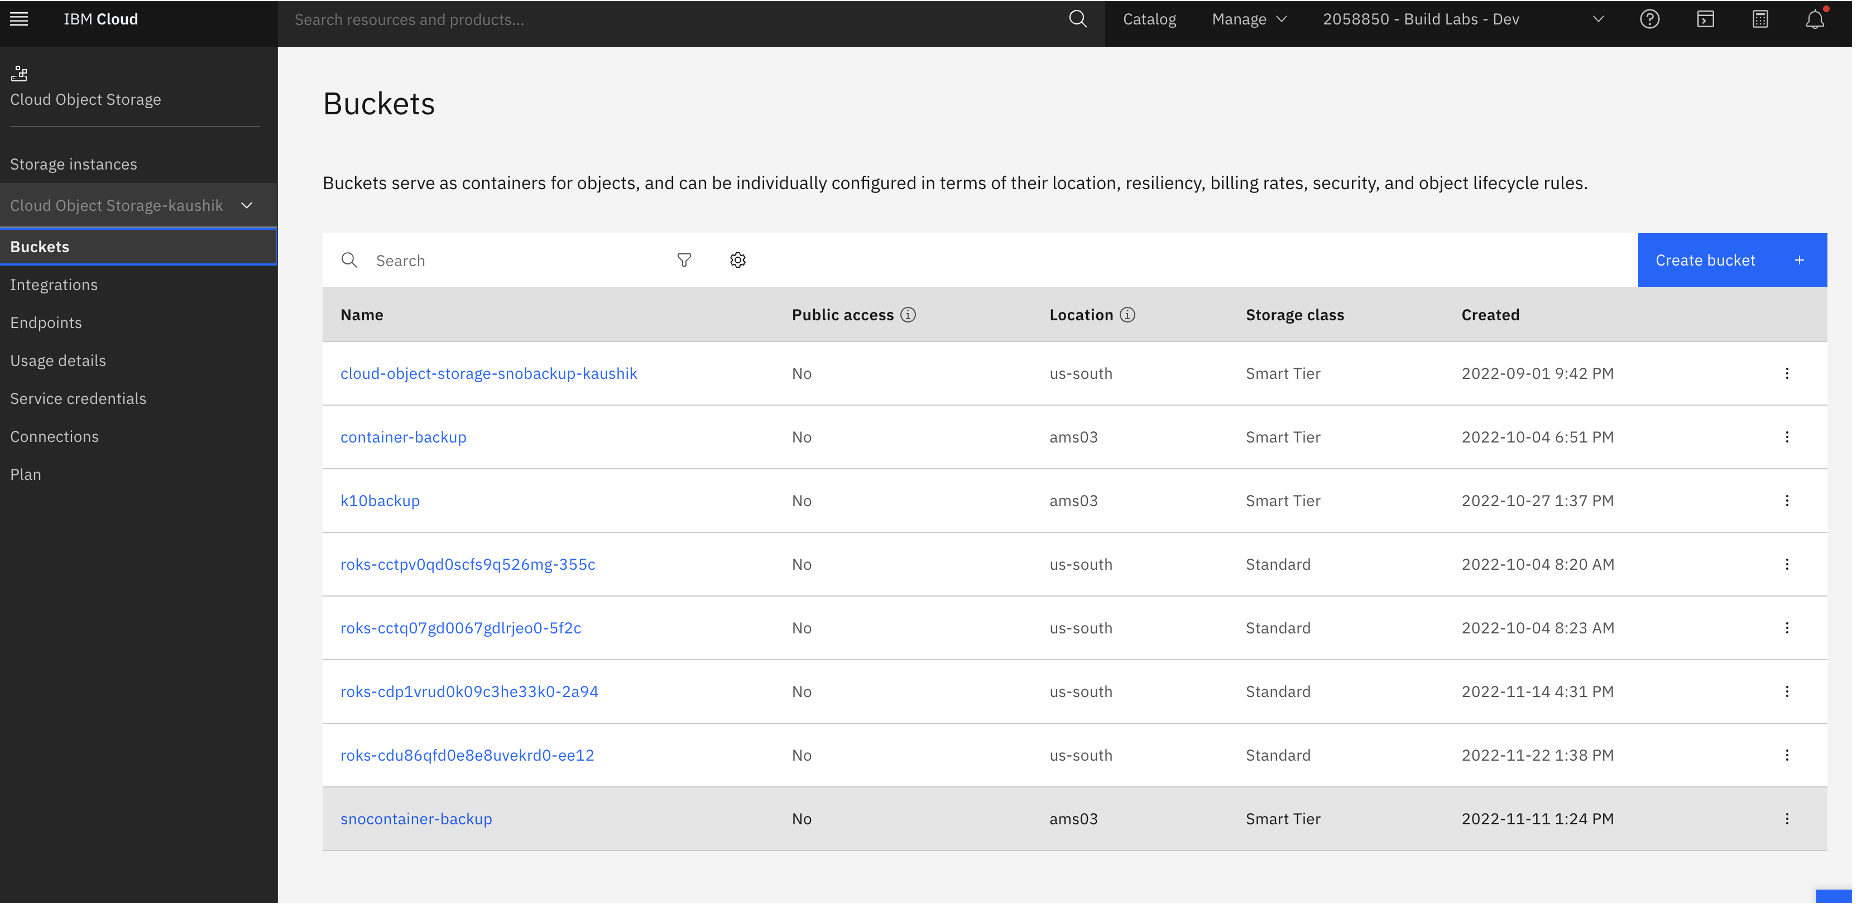 IBM Cloud
Search resources and products...
Catalog
Manage
2058850 - Build Labs - Dev
Cloud Object Storage
Storage instances
Cloud Object Storage-kaushik
Buckets
Integrations
Endpoints
Usage details
Service credentials
Connections
Plan
Buckets
Buckets serve as containers for objects, and can be individually configured in terms of their location, resiliency, billing rates, security, and object lifecycle rules.
Search
Create bucket +
Name Public access Location Storage class Created
cloud-object-storage-snobackup-kaushik No us-south Smart Tier 2022-09-01 9:42 PM
container-backup No ams03 Smart Tier 2022-10-04 6:51 PM
k10backup No ams03 Smart Tier 2022-10-27 1:37 PM
roks-cctpv0qd0scfs9q526mg-355c No us-south Standard 2022-10-04 8:20 AM
roks-cctq07gd0067gdlrjeo0-5f2c No us-south Standard 2022-10-04 8:23 AM
roks-cdp1vrud0k09c3he33k0-2a94 No us-south Standard 2022-11-14 4:31 PM
roks-cdu86qfd0e8e8uvekrd0-ee12 No us-south Standard 2022-11-22 1:38 PM
snocontainer-backup No ams03 Smart Tier 2022-11-11 1:24 PM